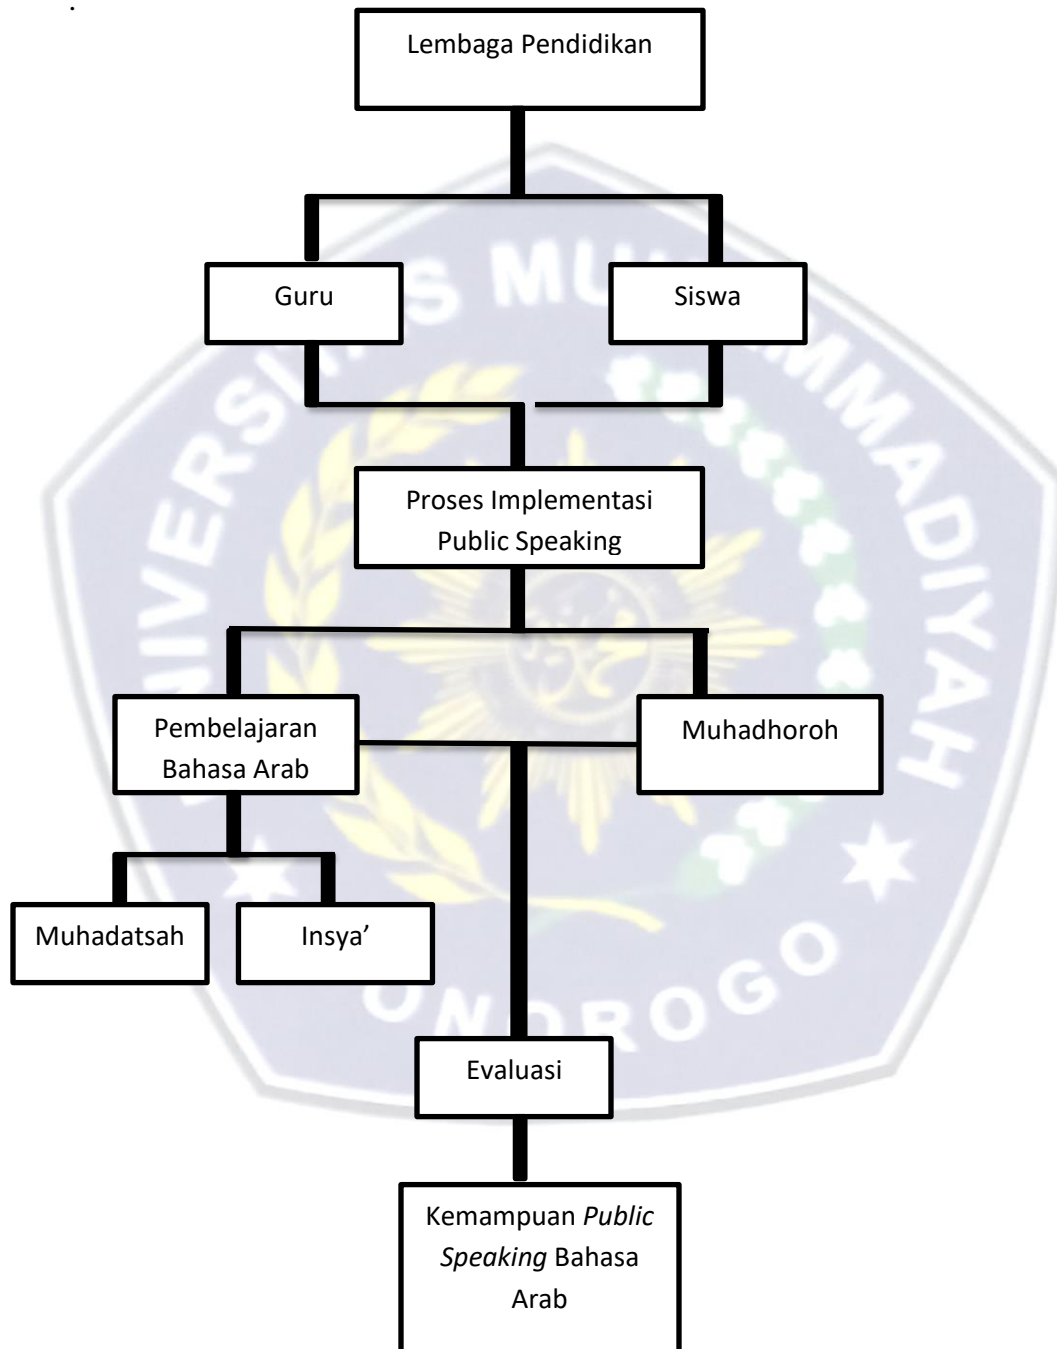 .
Lembaga Pendidikan
Guru
Siswa
Proses Implementasi
Public Speaking
Pembelajaran
Bahasa Arab
Muhadhoroh
Muhadatsah
Insya’
Evaluasi
Kemampuan Public
Speaking Bahasa
Arab